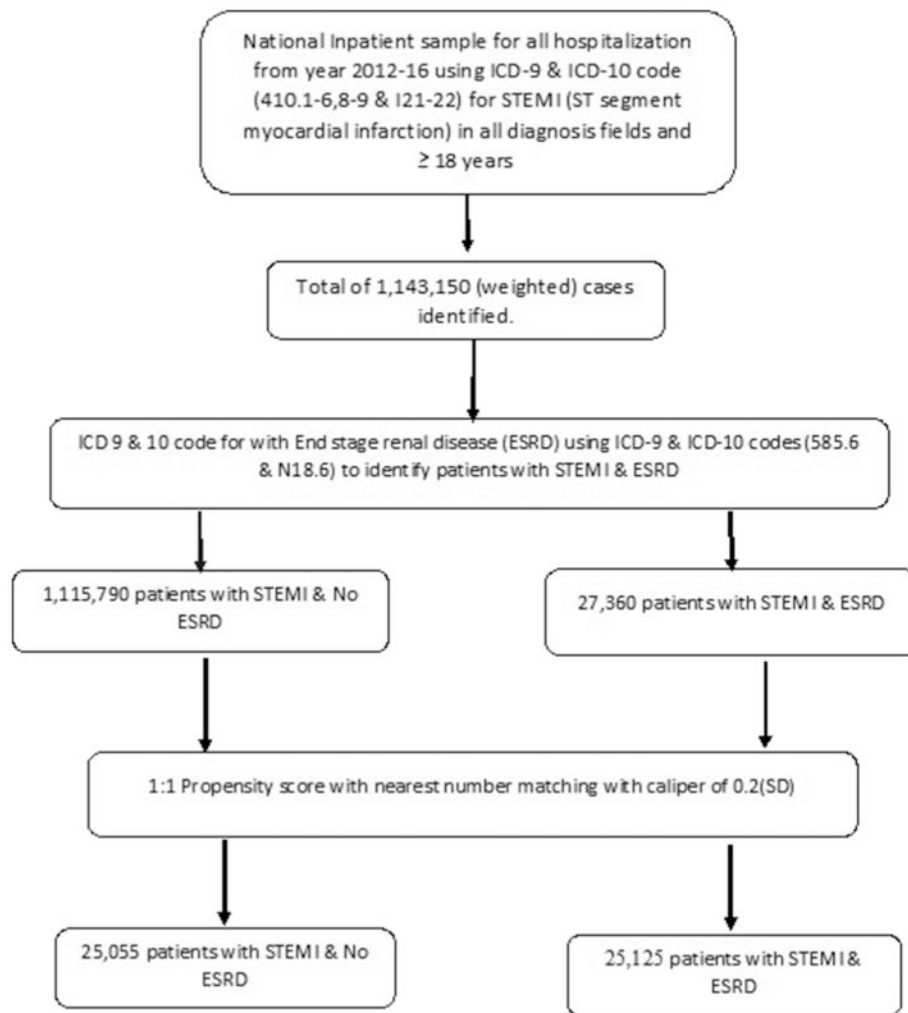 National Inpatient sample for all hospitalization
from year 2012-16 using ICD-9 & ICD-10 code
(410.1-6,8-9 & I21-22) for STEMI (ST segment
myocardial infarction) in all diagnosis fields and
≥ 18 years
Total of 1,143,150 (weighted) cases
identified.
ICD 9 & 10 code for with End stage renal disease (ESRD) using ICD-9 & ICD-10 codes (585.6
& N18.6) to identify patients with STEMI & ESRD
1,115,790 patients with STEMI & No
ESRD
27,360 patients with STEMI & ESRD
1:1 Propensity score with nearest number matching with caliper of 0.2(SD)
25,055 patients with STEMI & No
ESRD
25,125 patients with STEMI &
ESRD